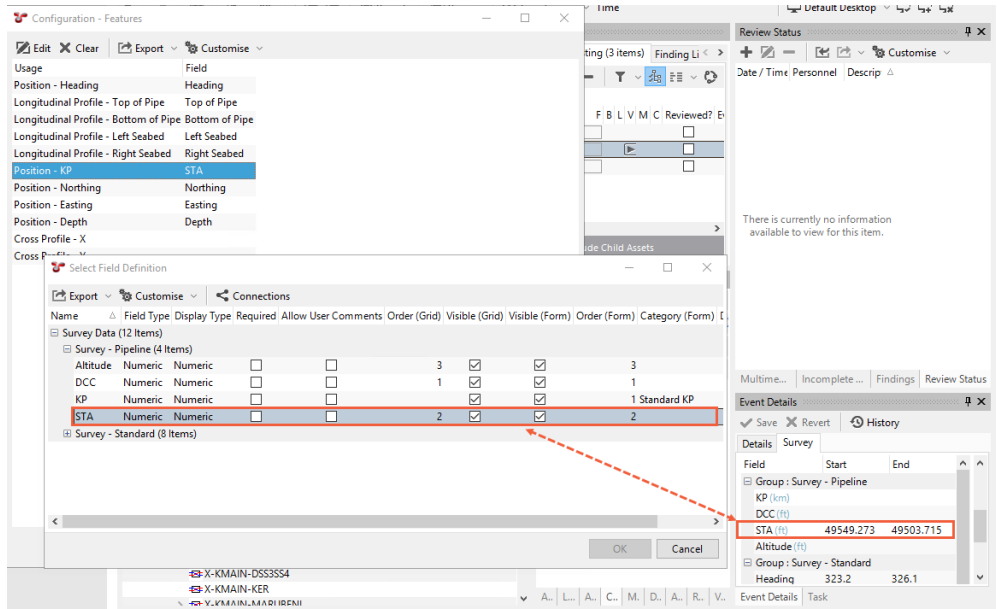 Configuration - Features
Edit Clear Export Customise
Usage Field
Position - Heading Heading
Longitudinal Profile - Top of Pipe Top of Pipe
Longitudinal Profile - Bottom of Pipe Bottom of Pipe
Longitudinal Profile - Left Seabed Left Seabed
Longitudinal Profile - Right Seabed Right Seabed
Position - KP STA
Position - Northing Northing
Position - Easting Easting
Position - Depth Depth
Cross Profile - X
Time
Default Desktop
ting (3 items) Finding Li
F B L V M C Reviewed?
Child Assets
Review Status
Customise
Date / Time Personnel Descrip
There is currently no information
available to view for this item.
Multime... Incomplete ... Findings Review Status
Select Field Definition
Export Customise Connections
Name Field Type Display Type Required Allow User Comments Order (Grid) Visible (Grid) Visible (Form) Order (Form) Category (Form)
Survey Data (12 Items)
Survey - Pipeline (4 Items)
Altitude Numeric Numeric 3 3
DCC Numeric Numeric 1 1
KP Numeric Numeric 1 Standard KP
STA Numeric Numeric 2 2
Survey - Standard (8 Items)
OK Cancel
Event Details
Save Revert History
Details Survey
Field Start End
Group : Survey - Pipeline
KP (km)
DCC (ft)
STA (ft) 49549.273 49503.715
Altitude (ft)
Group : Survey - Standard
Heading 323.2 326.1
Event Details Task
X-KMAIN-DSS3SS4
X-KMAIN-KER
X-KMAIN-MARUBENI
A.. L... A.. C.. M. D.. A.. R.. V..